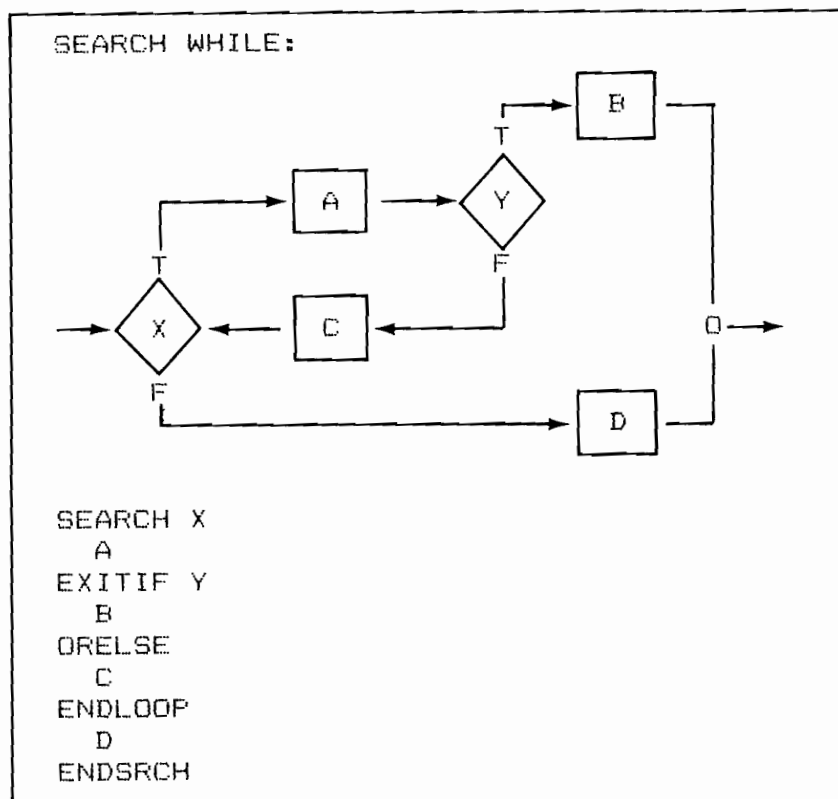 SEARCH WHILE:
B
T
A
Y
T
F
X
C
O
F
D
SEARCH X
A
EXITIF Y
B
ORELSE
C
ENDLOOP
D
ENDSRCH